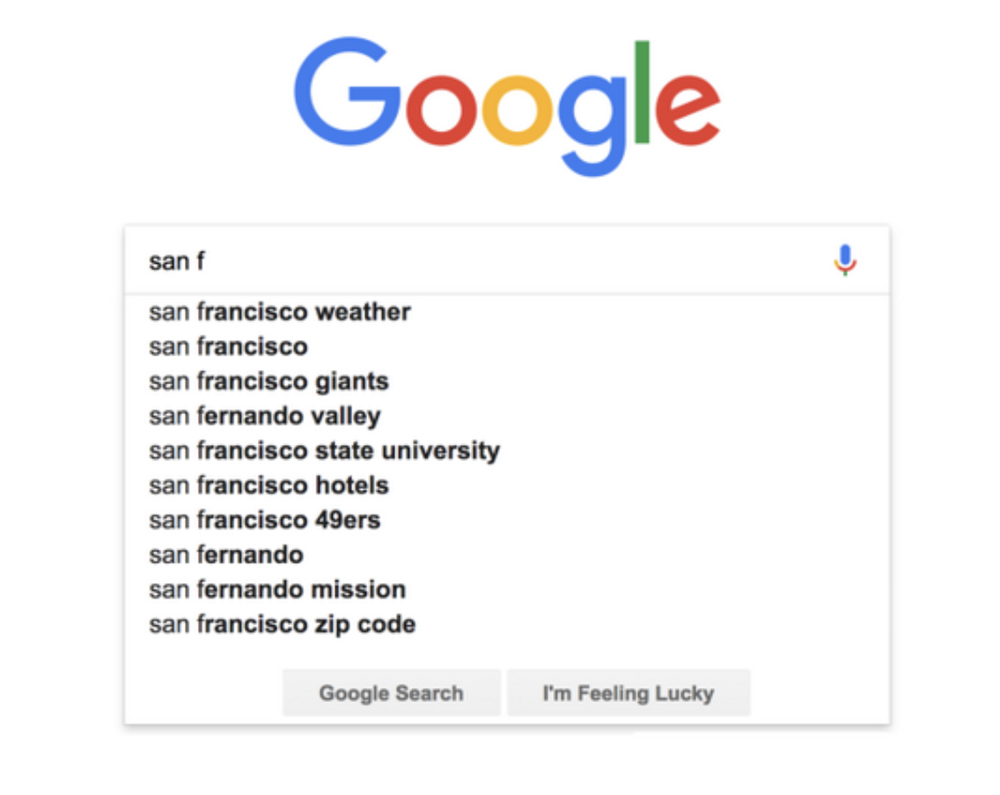 Google
san f
san francisco weather
san francisco
san francisco giants
san fernando valley
san francisco state university
san francisco hotels
san francisco 49ers
san fernando
san fernando mission
san francisco zip code
Google Search I'm Feeling Lucky